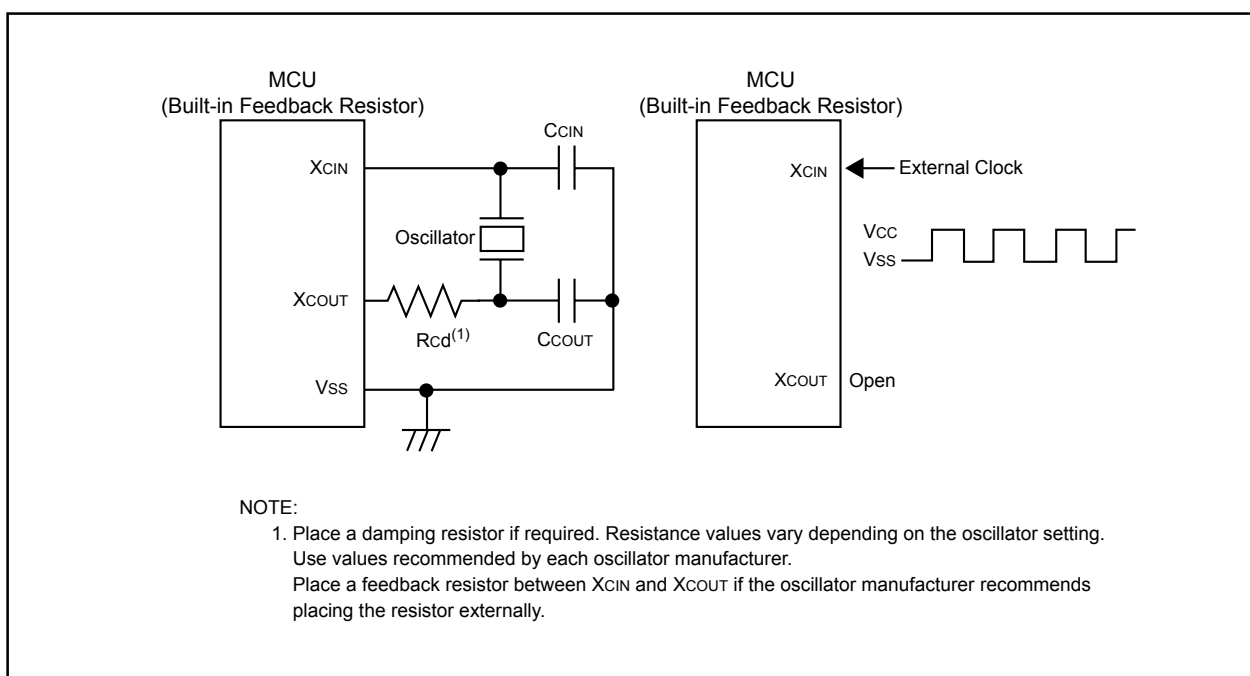 MCU
(Built-in Feedback Resistor)
XCIN
CCIN
Oscillator
XCOUT
Rcd(1)
CCOUT
VSS
MCU
(Built-in Feedback Resistor)
XCIN
External Clock
VCC
VSS
XCOUT
Open
NOTE:
1. Place a damping resistor if required. Resistance values vary depending on the oscillator setting.
Use values recommended by each oscillator manufacturer.
Place a feedback resistor between XCIN and XCOUT if the oscillator manufacturer recommends
placing the resistor externally.